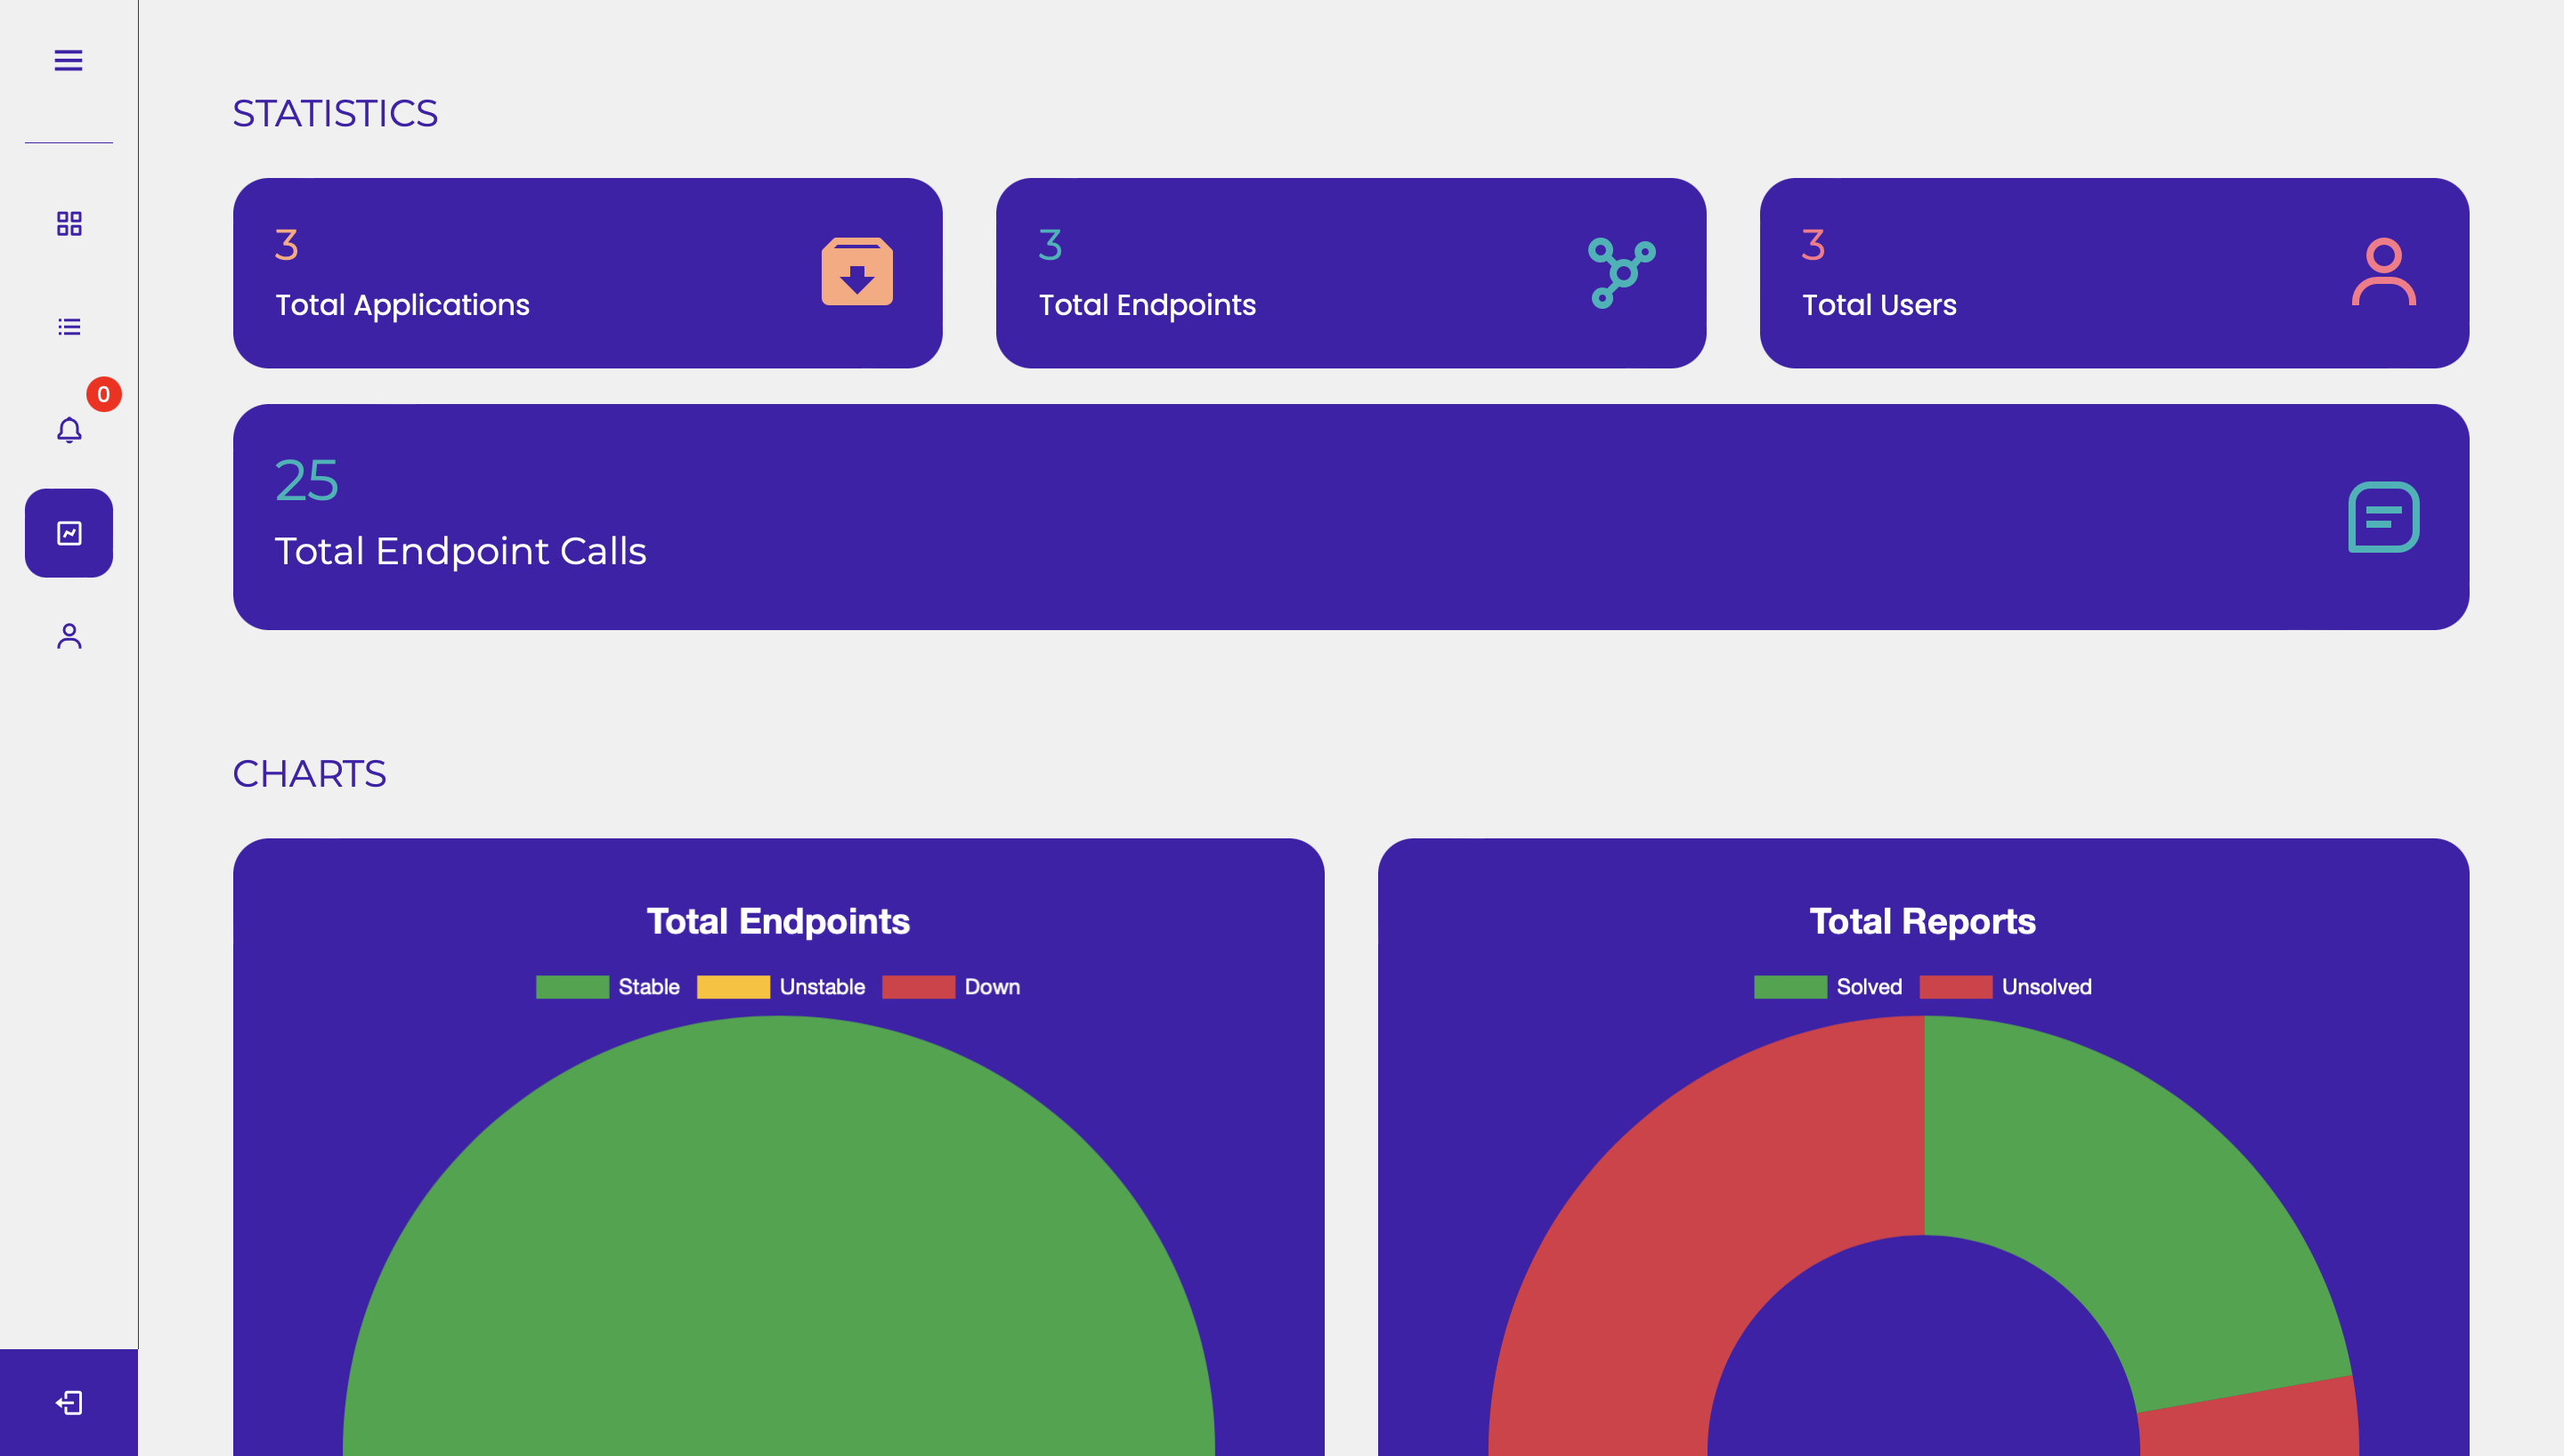 STATISTICS
3
Total Applications
3
Total Endpoints
3
Total Users
0
25
Total Endpoint Calls
CHARTS
Total Endpoints
Stable Unstable Down
Total Reports
Solved Unsolved